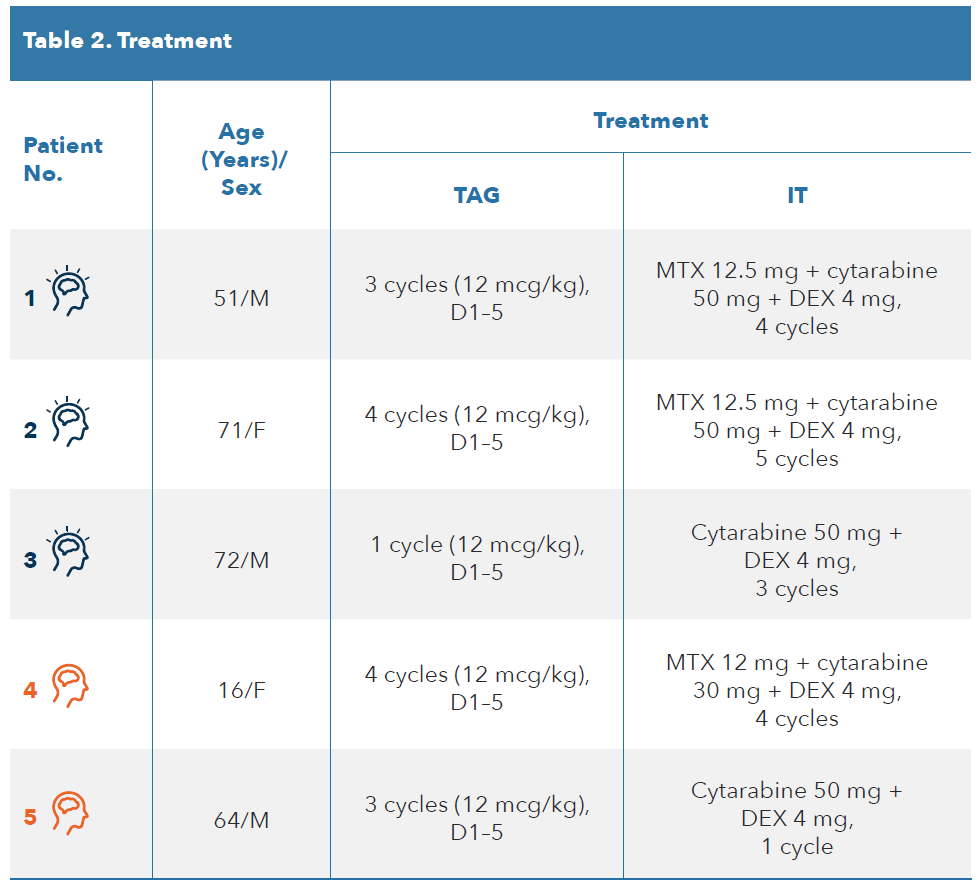 Table 2. Treatment
Patient
No.
Age
(Years)/
Sex
Treatment
TAG
IT
1
51/M
3 cycles (12 mcg/kg),
D1–5
MTX 12.5 mg + cytarabine
50 mg + DEX 4 mg,
4 cycles
2
71/F
4 cycles (12 mcg/kg),
D1–5
MTX 12.5 mg + cytarabine
50 mg + DEX 4 mg,
5 cycles
3
72/M
1 cycle (12 mcg/kg),
D1–5
Cytarabine 50 mg +
DEX 4 mg,
3 cycles
4
16/F
4 cycles (12 mcg/kg),
D1–5
MTX 12 mg + cytarabine
30 mg + DEX 4 mg,
4 cycles
5
64/M
3 cycles (12 mcg/kg),
D1–5
Cytarabine 50 mg +
DEX 4 mg,
1 cycle